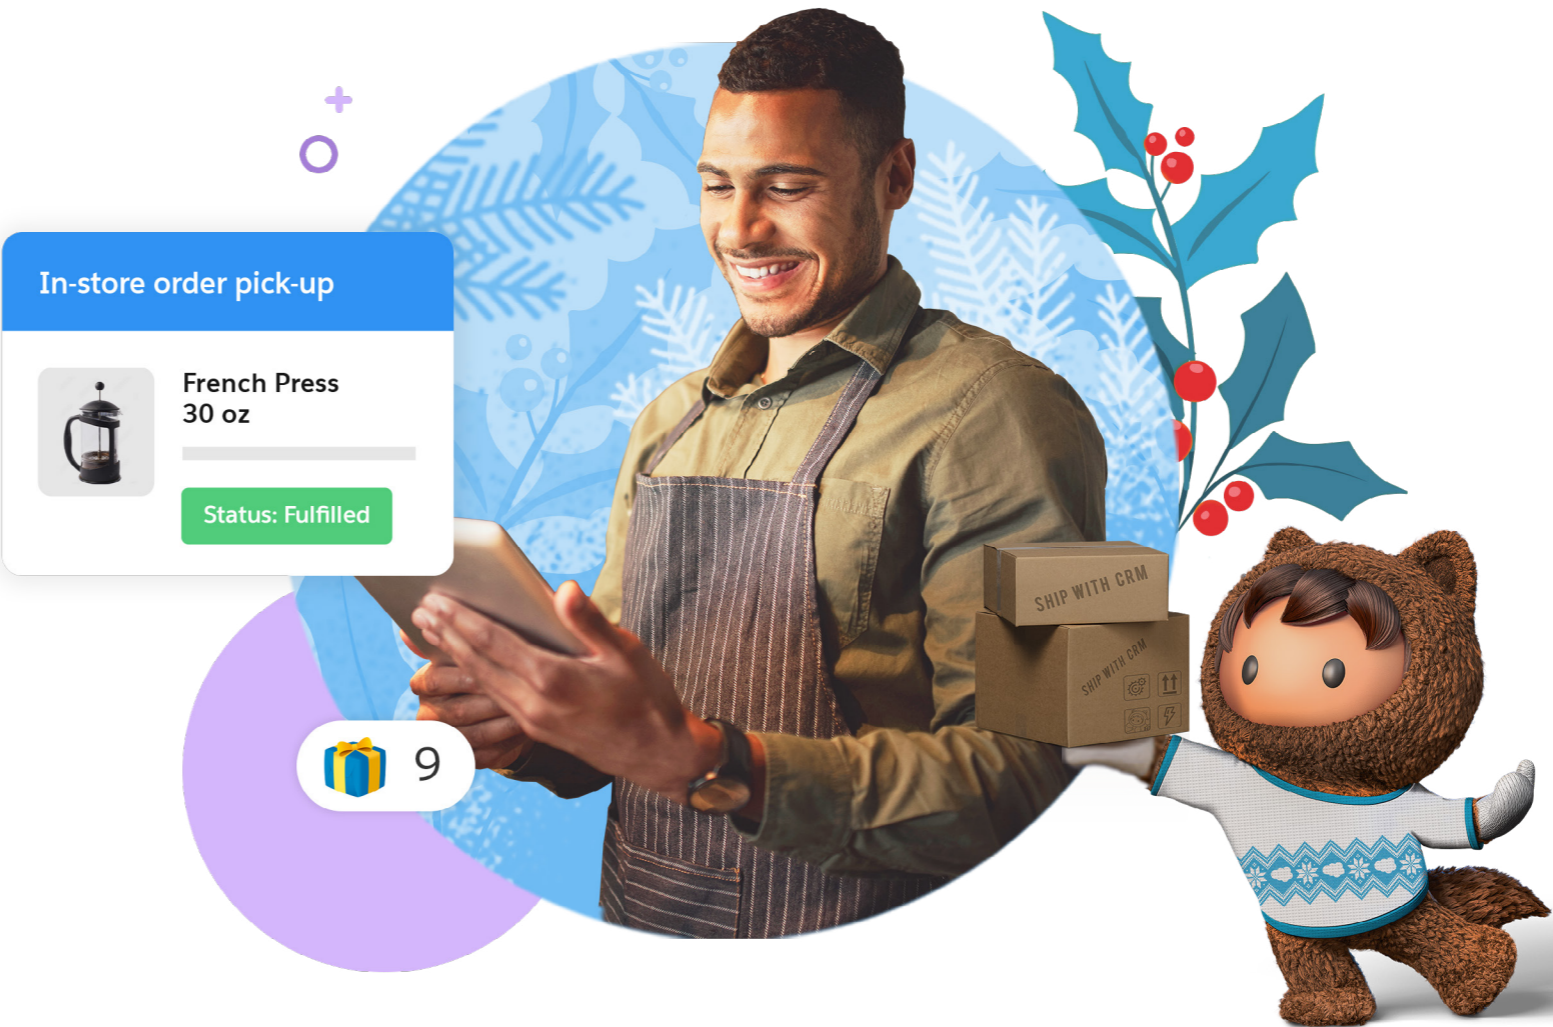 In-store order pick-up
French Press
30 oz
Status: Fulfilled
9
SHIP WITH CRM
SHIP WITH CRM